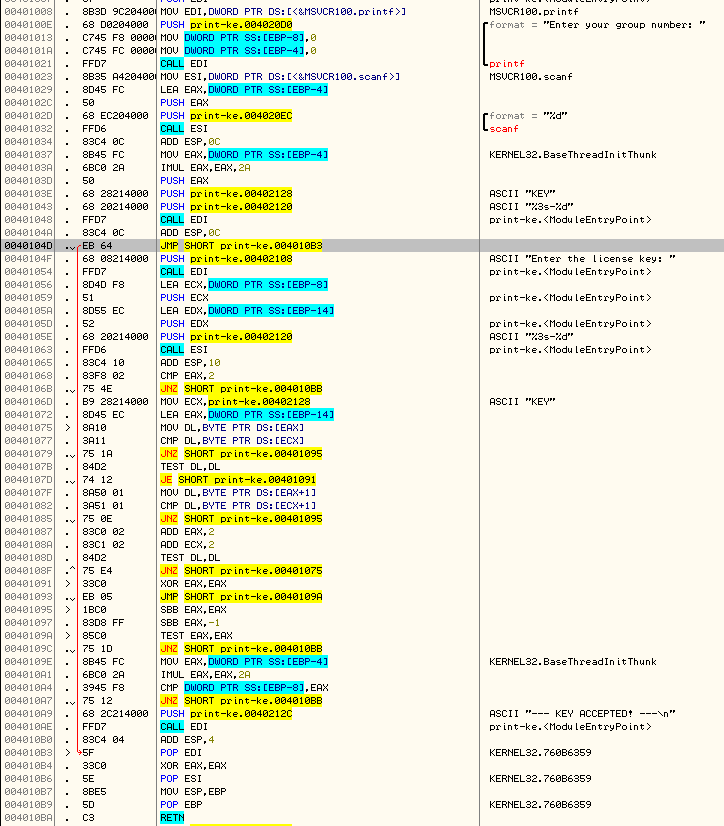 00401008 . 8B3D 9C204000 MOV EDI,DWORD PTR DS:[<&MSVCR100.printf>] MSVCR100.printf
0040100E . 68 D0204000 PUSH print-ke.004020D0 format = "Enter your group number: "
00401013 . C745 F8 00000 MOV DWORD PTR SS:[EBP-8],0
0040101A . C745 FC 00000 MOV DWORD PTR SS:[EBP-4],0
00401021 . FFD7 CALL EDI printf
00401023 . 8B35 A4204000 MOV ESI,DWORD PTR DS:[<&MSVCR100.scanf>] MSVCR100.scanf
00401029 . 8D45 FC LEA EAX,DWORD PTR SS:[EBP-4]
0040102C . 50 PUSH EAX
0040102D . 68 EC204000 PUSH print-ke.004020EC format = "%d"
00401032 . FFD6 CALL ESI scanf
00401034 . 83C4 0C ADD ESP,0C
00401037 . 8B45 FC MOV EAX,DWORD PTR SS:[EBP-4] KERNEL32.BaseThreadInitThunk
0040103A . 6BC0 2A IMUL EAX,EAX,2A
0040103D . 50 PUSH EAX
0040103E . 68 28214000 PUSH print-ke.00402128 ASCII "KEY"
00401043 . 68 20214000 PUSH print-ke.00402120 ASCII "%3s-%d"
00401048 . FFD7 CALL EDI print-ke.<ModuleEntryPoint>
0040104A . 83C4 0C ADD ESP,0C
0040104D .v EB 64 JMP SHORT print-ke.004010B3
0040104F . 68 08214000 PUSH print-ke.00402108 ASCII "Enter the license key: "
00401054 . FFD7 CALL EDI print-ke.<ModuleEntryPoint>
00401056 . 8D4D F8 LEA ECX,DWORD PTR SS:[EBP-8]
00401059 . 51 PUSH ECX print-ke.<ModuleEntryPoint>
0040105A . 8D55 EC LEA EDX,DWORD PTR SS:[EBP-14]
0040105D . 52 PUSH EDX print-ke.<ModuleEntryPoint>
0040105E . 68 20214000 PUSH print-ke.00402120 ASCII "%3s-%d"
00401063 . FFD6 CALL ESI print-ke.<ModuleEntryPoint>
00401065 . 83C4 10 ADD ESP,10
00401068 . 83F8 02 CMP EAX,2
0040106B .v 75 4E JNZ SHORT print-ke.004010BB
0040106D . B9 28214000 MOV ECX,print-ke.00402128 ASCII "KEY"
00401072 . 8D45 EC LEA EAX,DWORD PTR SS:[EBP-14]
00401075 > 8A10 MOV DL,BYTE PTR DS:[EAX]
00401077 . 3A11 CMP DL,BYTE PTR DS:[ECX]
00401079 .v 75 1A JNZ SHORT print-ke.00401095
0040107B . 84D2 TEST DL,DL
0040107D .v 74 12 JE SHORT print-ke.00401091
0040107F . 8A50 01 MOV DL,BYTE PTR DS:[EAX+1]
00401082 . 3A51 01 CMP DL,BYTE PTR DS:[ECX+1]
00401085 .v 75 0E JNZ SHORT print-ke.00401095
00401087 . 83C0 02 ADD EAX,2
0040108A . 83C1 02 ADD ECX,2
0040108D . 84D2 TEST DL,DL
0040108F .^ 75 E4 JNZ SHORT print-ke.00401075
00401091 > 33C0 XOR EAX,EAX
00401093 .v EB 05 JMP SHORT print-ke.0040109A
00401095 > 1BC0 SBB EAX,EAX
00401097 . 83D8 FF SBB EAX,-1
0040109A > 85C0 TEST EAX,EAX
0040109C .v 75 1D JNZ SHORT print-ke.004010BB
0040109E . 8B45 FC MOV EAX,DWORD PTR SS:[EBP-4] KERNEL32.BaseThreadInitThunk
004010A1 . 6BC0 2A IMUL EAX,EAX,2A
004010A4 . 3945 F8 CMP DWORD PTR SS:[EBP-8],EAX
004010A7 .v 75 12 JNZ SHORT print-ke.004010BB
004010A9 . 68 2C214000 PUSH print-ke.0040212C ASCII "--- KEY ACCEPTED! ---\n"
004010AE . FFD7 CALL EDI print-ke.<ModuleEntryPoint>
004010B0 . 83C4 04 ADD ESP,4
004010B3 > 5F POP EDI KERNEL32.760B6359
004010B4 . 33C0 XOR EAX,EAX
004010B6 . 5E POP ESI KERNEL32.760B6359
004010B7 . 8BE5 MOV ESP,EBP
004010B9 . 5D POP EBP KERNEL32.760B6359
004010BA . C3 RETN